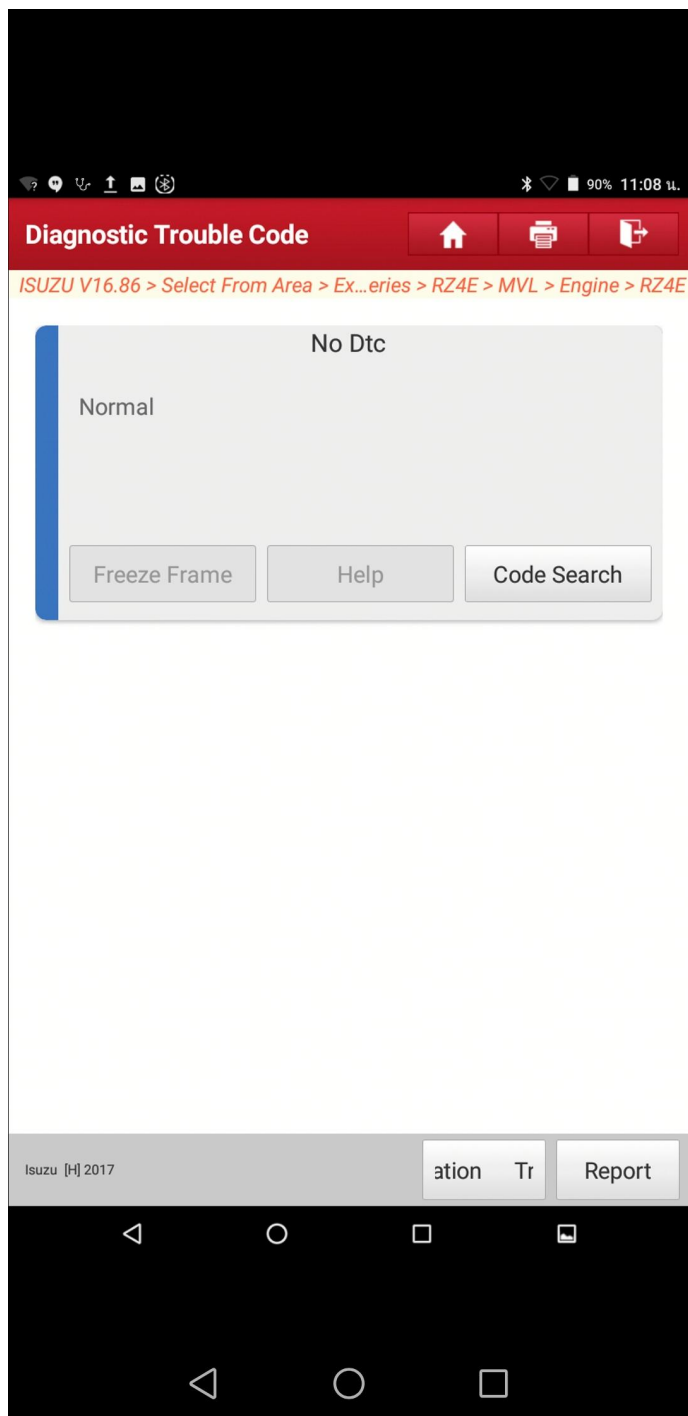 90% 11:08 น.
Diagnostic Trouble Code
ISUZU V16.86 > Select From Area > Ex...eries > RZ4E > MVL > Engine > RZ4E
No Dtc
Normal
Freeze Frame Help Code Search
Isuzu [H] 2017 ation Tr Report